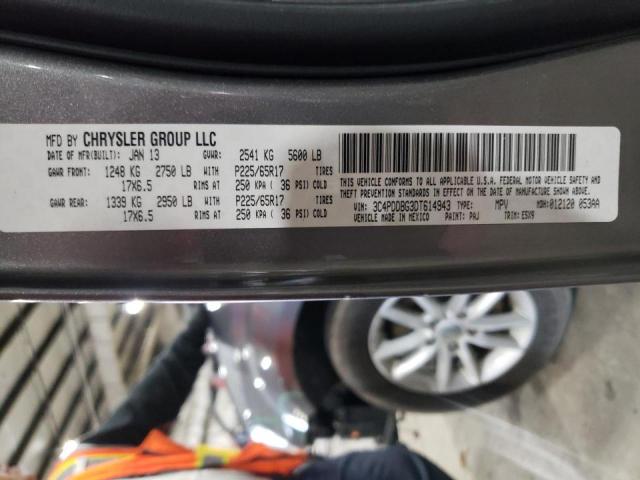 MFD BY CHRYSLER GROUP LLC
DATE OF MFR(BUILT): JAN 13 GVWR: 2541 KG 5600 LB
GAWR FRONT: 1248 KG 2750 LB WITH P225/65R17 TIRES
17X6.5 RIMS AT 250 KPA ( 36 PSI) COLD
GAWR REAR: 1339 KG 2950 LB WITH P225/65R17 TIRES
17X6.5 RIMS AT 250 KPA ( 36 PSI) COLD
THIS VEHICLE CONFORMS TO ALL APPLICABLE U.S.A. FEDERAL MOTOR VEHICLE SAFETY AND
THEFT PREVENTION STANDARDS IN EFFECT ON THE DATE OF MANUFACTURE SHOWN ABOVE.
MADE IN MEXICO
VIN: 3C4PDDBG3DT614943 TYPE: MPV MDH: 012120 053AA
PAINT: PAJ TRIM: E5X9